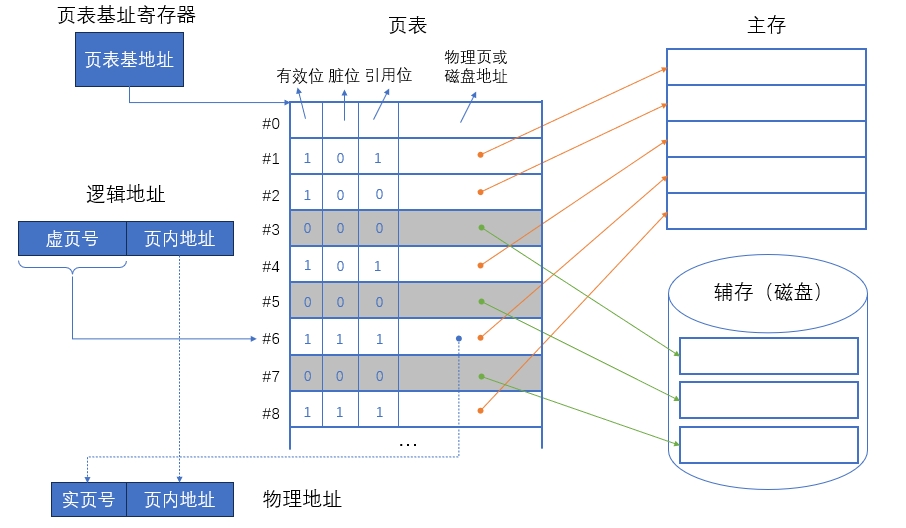 页表基址寄存器
页表基地址
页表
主存
有效位 脏位 引用位
物理页或
磁盘地址
#0
#1 1 0 1
#2 1 0 0
#3 0 0 0
#4 1 0 1
#5 0 0 0
#6 1 1 1
#7 0 0 0
#8 1 1 1
...
逻辑地址
虚页号 页内地址
辅存（磁盘）
实页号 页内地址
物理地址